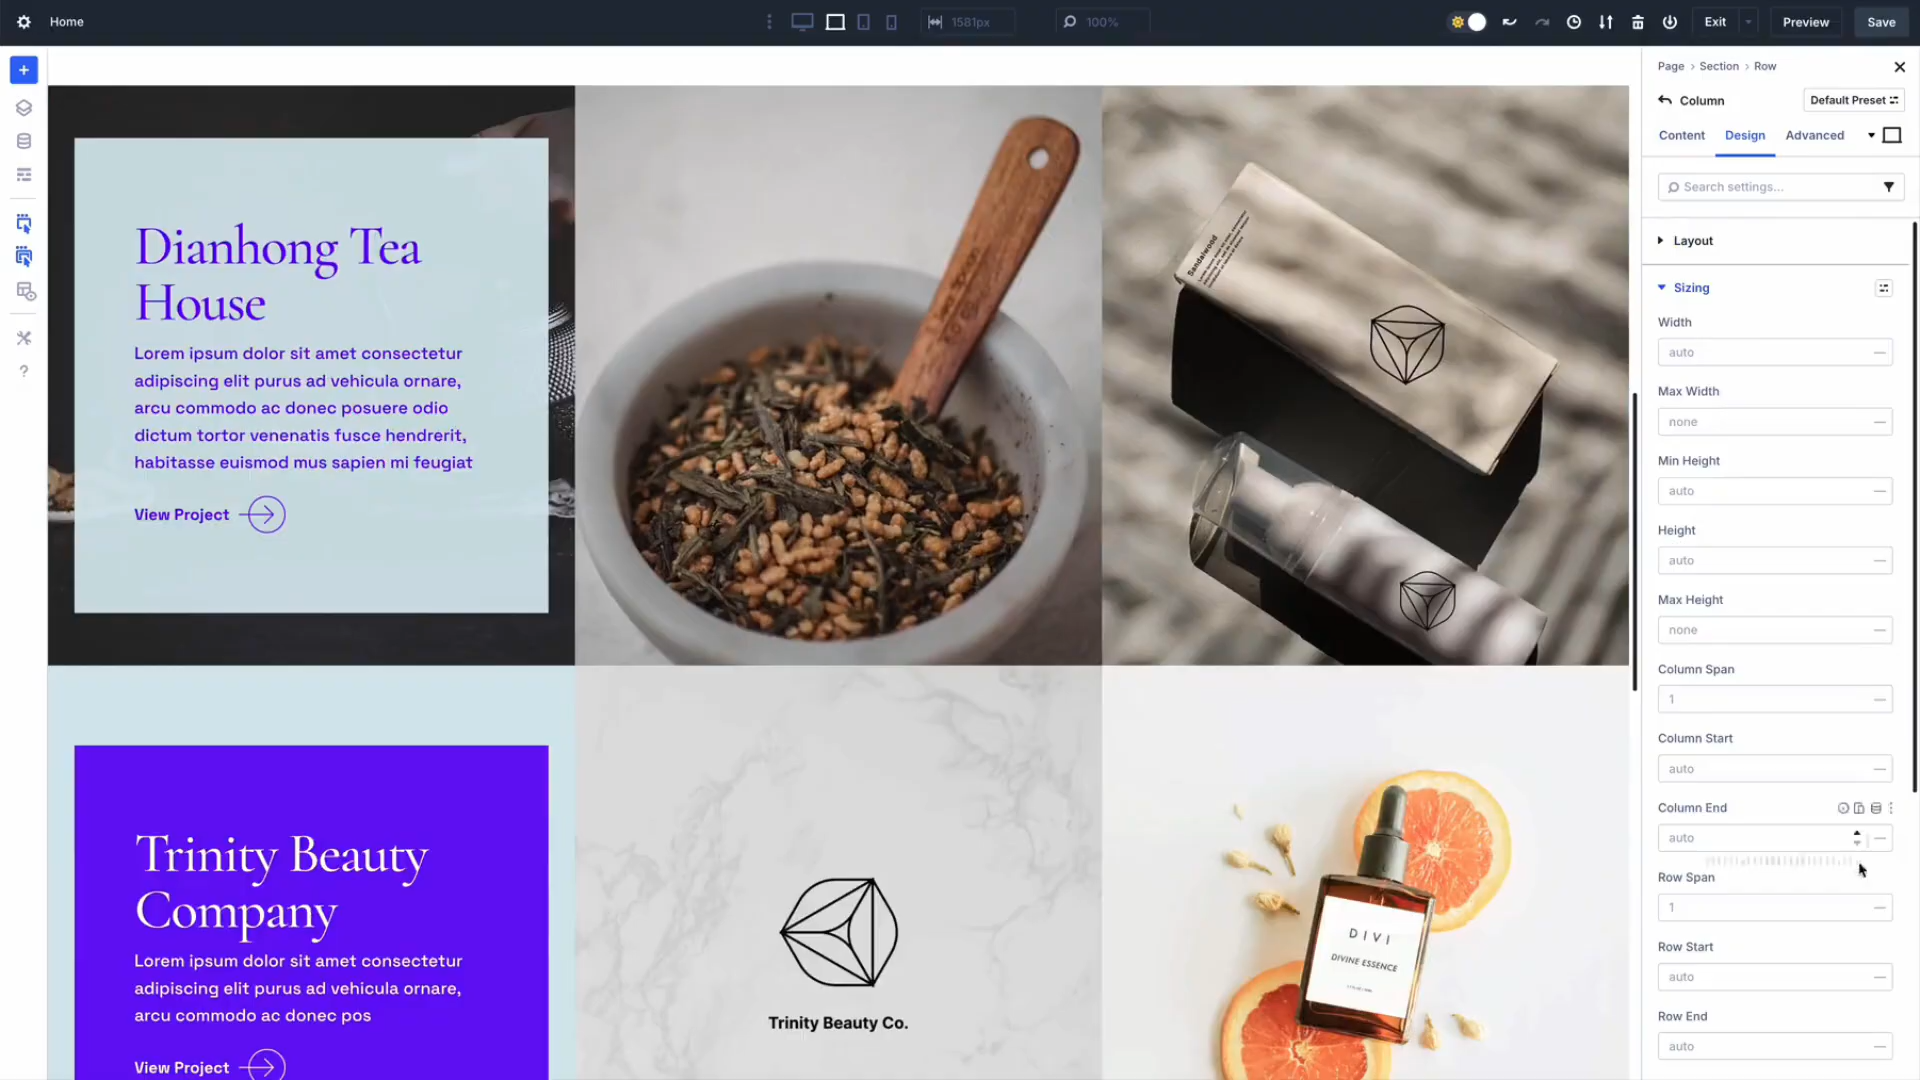 Home
1581px
100%
Exit
Preview
Save
Page > Section > Row
Column
Default Preset
Content
Design
Advanced
Search settings...
Layout
Sizing
Width
auto
Max Width
none
Min Height
auto
Height
auto
Max Height
none
Column Span
1
Column Start
auto
Column End
auto
Row Span
1
Row Start
auto
Row End
auto
Dianhong Tea
House
Lorem ipsum dolor sit amet consectetur
adipiscing elit purus ad vehicula ornare,
arcu commodo ac donec posuere odio
dictum tortor venenatis fusce hendrerit,
habitasse euismod mus sapien mi feugiat
View Project
Sandalwood
Trinity Beauty
Company
Lorem ipsum dolor sit amet consectetur
adipiscing elit purus ad vehicula ornare,
arcu commodo ac donec pos
View Project
Trinity Beauty Co.
DIVI
DIVINE ESSENCE